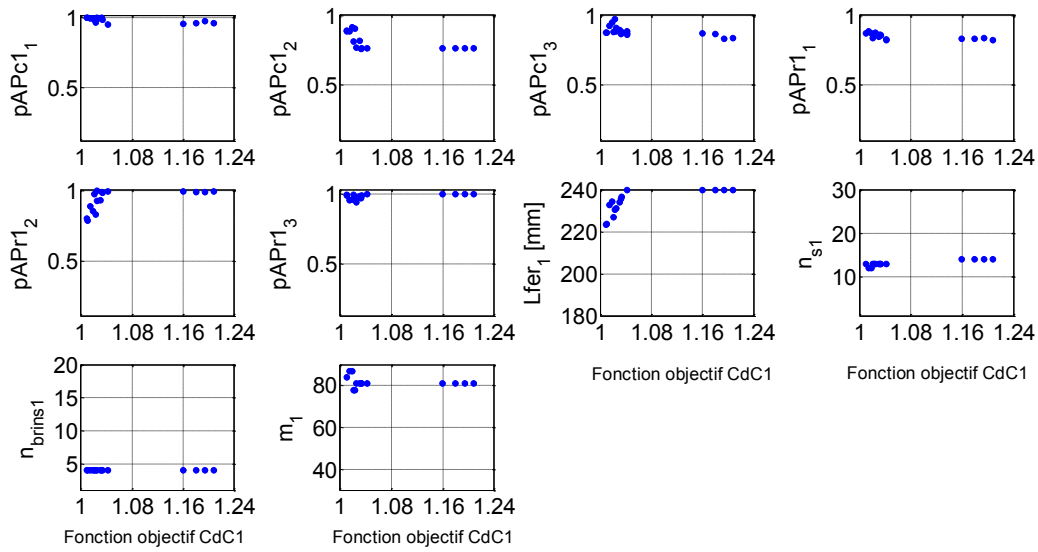 pAPc1₁
1
0.5
1 1.08 1.16 1.24
pAPc1₂
1
0.5
1 1.08 1.16 1.24
pAPc1₃
1
0.5
1 1.08 1.16 1.24
pAPr1₁
1
0.5
1 1.08 1.16 1.24
pAPr1₂
1
0.5
1 1.08 1.16 1.24
pAPr1₃
1
0.5
1 1.08 1.16 1.24
Lfer₁ [mm]
240
220
200
180
1 1.08 1.16 1.24
Fonction objectif CdC1
nₛ₁
30
20
10
1 1.08 1.16 1.24
Fonction objectif CdC1
n_brins1
20
15
10
5
1 1.08 1.16 1.24
Fonction objectif CdC1
m₁
80
60
40
1 1.08 1.16 1.24
Fonction objectif CdC1